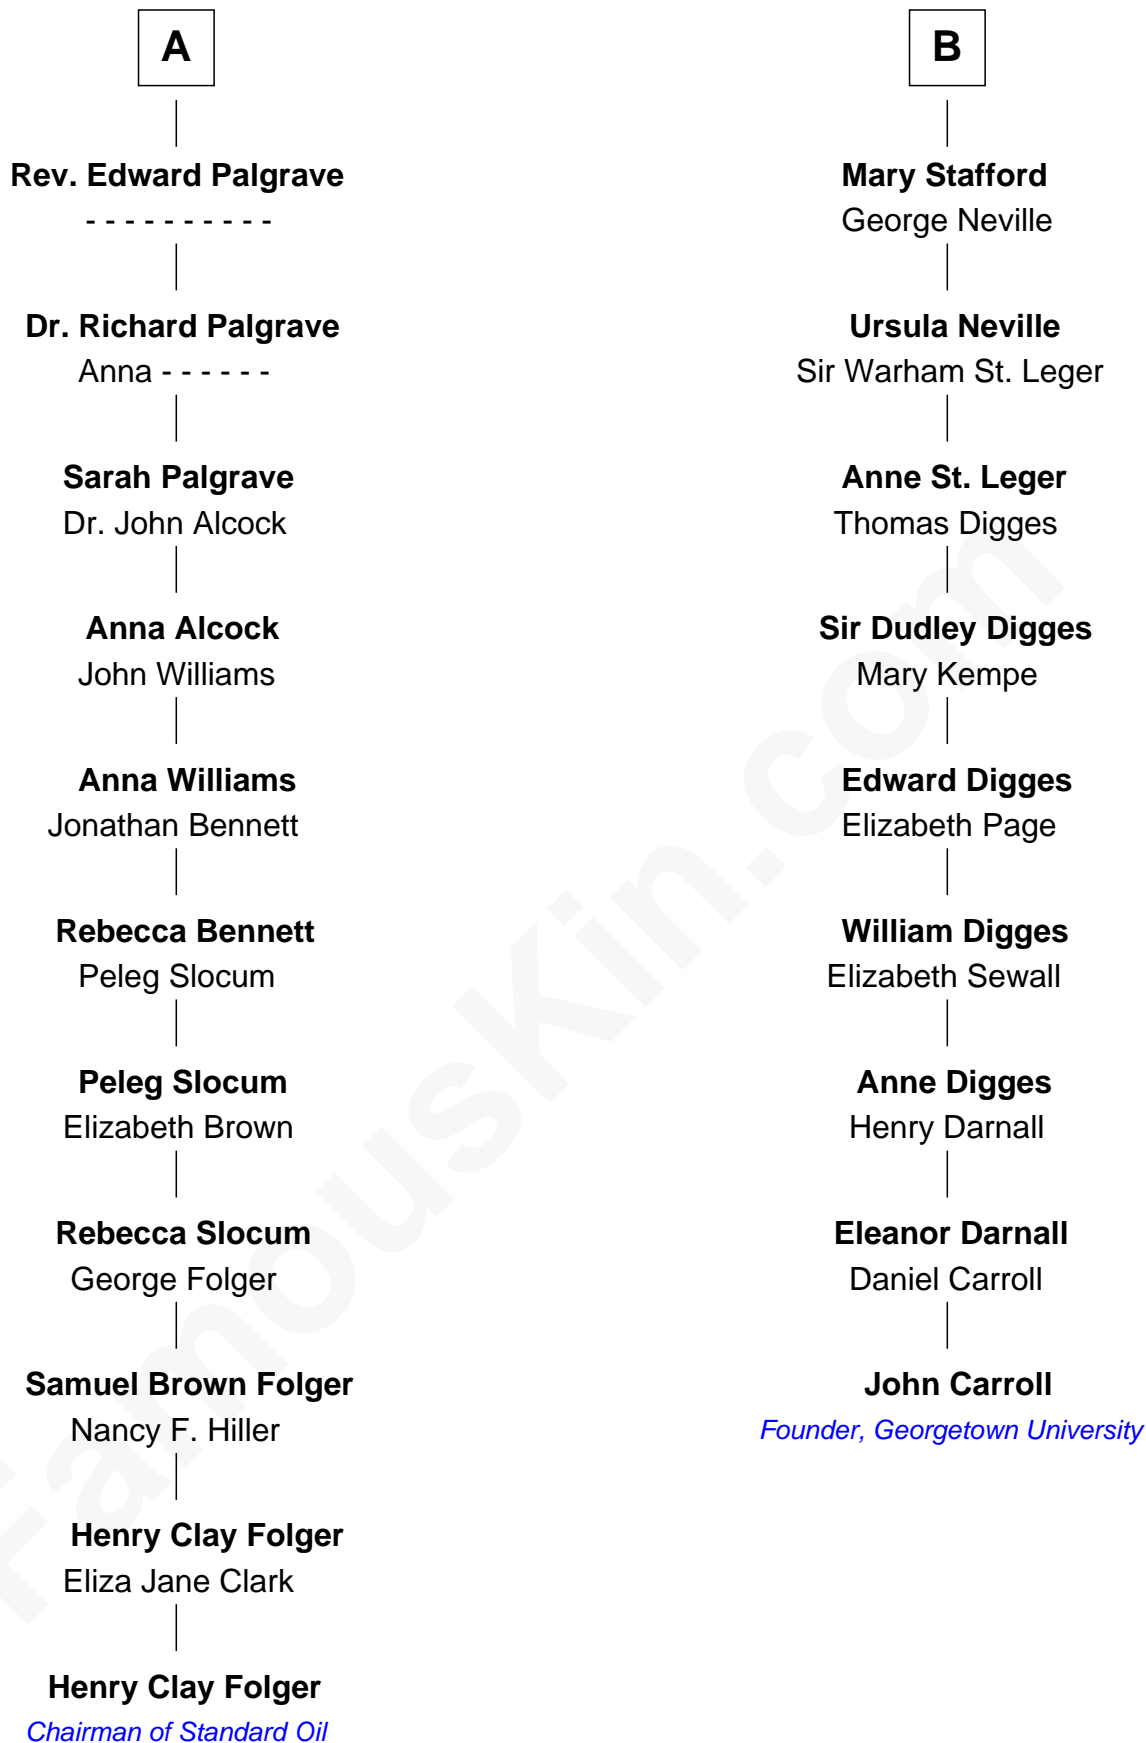 A
Rev. Edward Palgrave
- - - - - - - - - -
Dr. Richard Palgrave
Anna - - - - - -
Sarah Palgrave
Dr. John Alcock
Anna Alcock
John Williams
Anna Williams
Jonathan Bennett
Rebecca Bennett
Peleg Slocum
Peleg Slocum
Elizabeth Brown
Rebecca Slocum
George Folger
Samuel Brown Folger
Nancy F. Hiller
Henry Clay Folger
Eliza Jane Clark
Henry Clay Folger
Chairman of Standard Oil
B
Mary Stafford
George Neville
Ursula Neville
Sir Warham St. Leger
Anne St. Leger
Thomas Digges
Sir Dudley Digges
Mary Kempe
Edward Digges
Elizabeth Page
William Digges
Elizabeth Sewall
Anne Digges
Henry Darnall
Eleanor Darnall
Daniel Carroll
John Carroll
Founder, Georgetown University
FamousKin.com